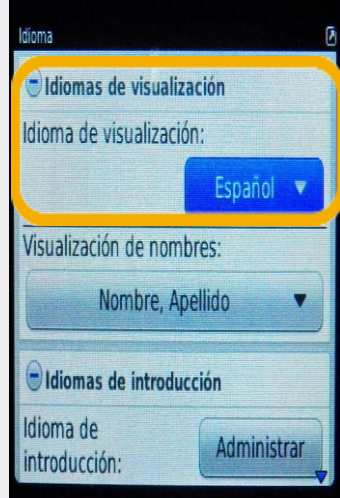 Idioma
Idiomas de visualización
Idioma de visualización:
Español
Visualización de nombres:
Nombre, Apellido
Idiomas de introducción
Idioma de
introducción:
Administrar